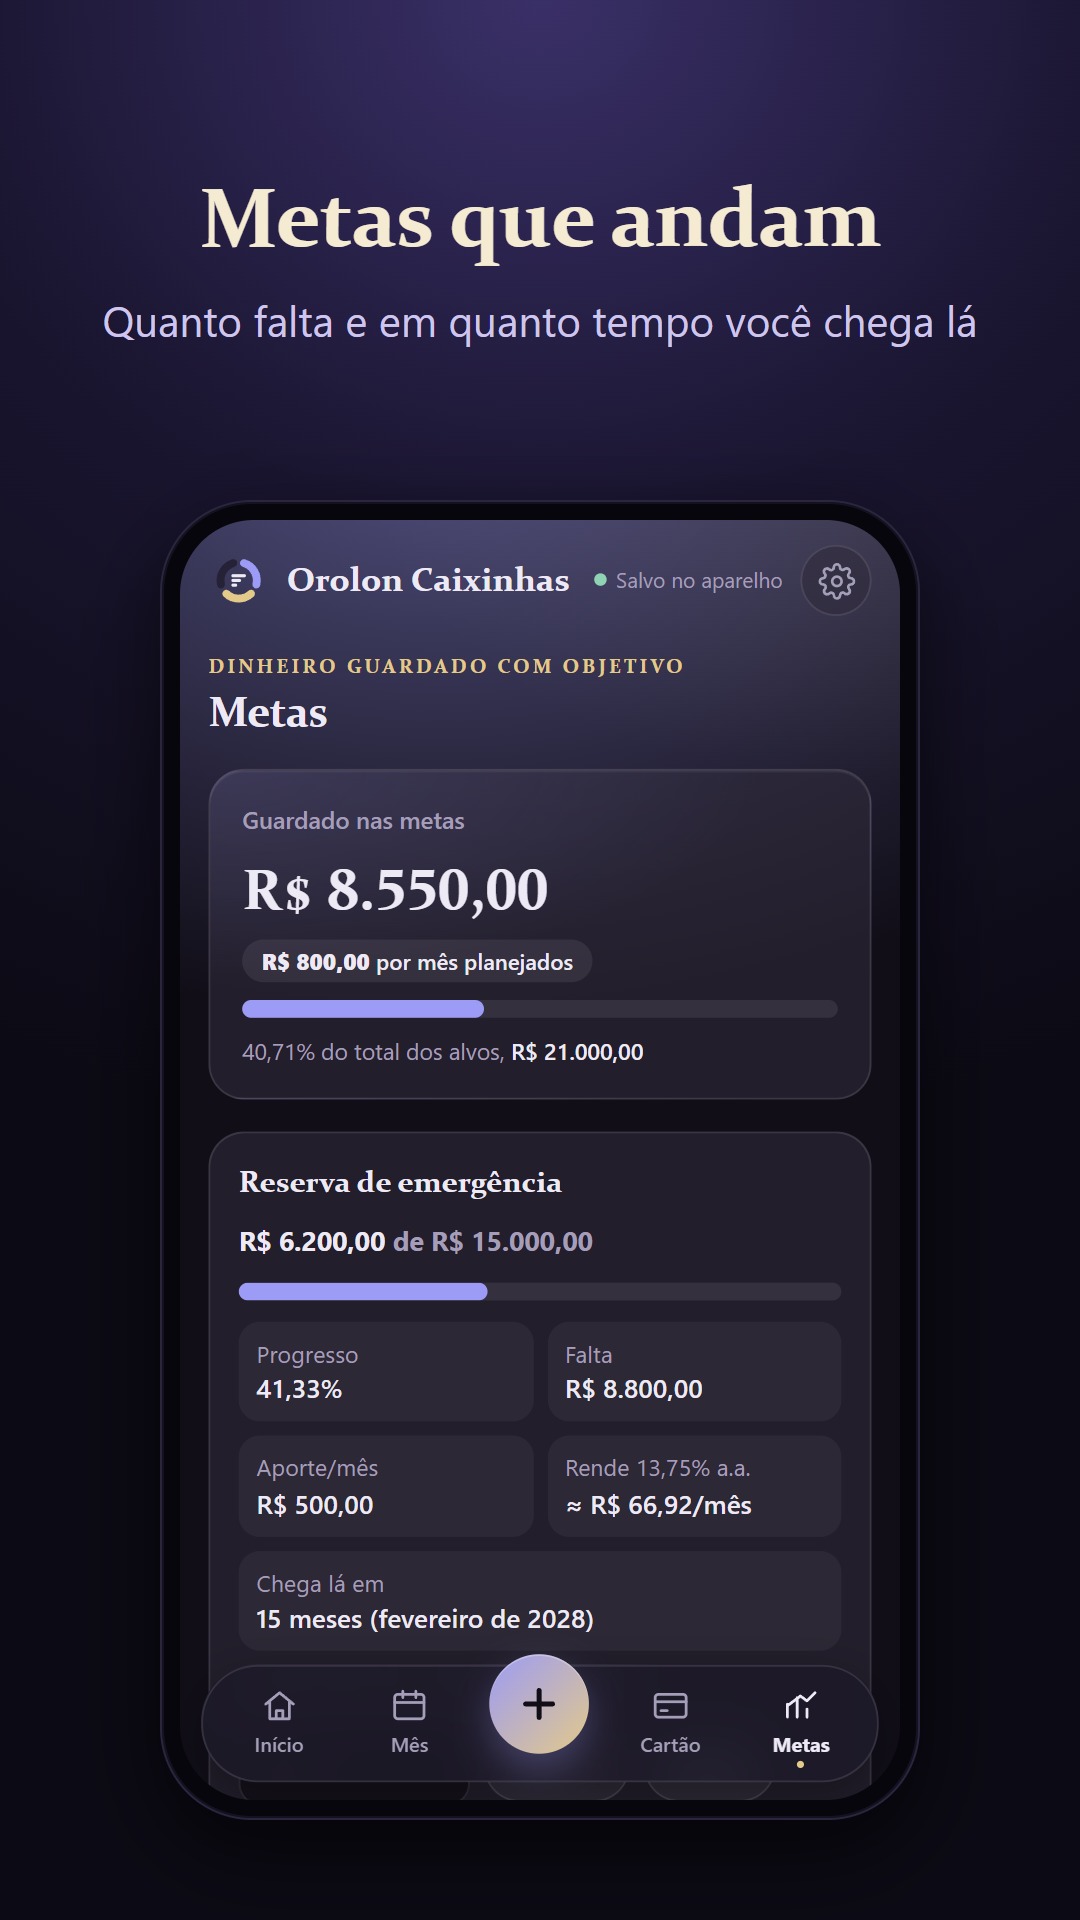 Metas que andam
Quanto falta e em quanto tempo você chega lá
Orolon Caixinhas
Salvo no aparelho
DINHEIRO GUARDADO COM OBJETIVO
Metas
Guardado nas metas
R$ 8.550,00
R$ 800,00 por mês planejados
40,71% do total dos alvos, R$ 21.000,00
Reserva de emergência
R$ 6.200,00 de R$ 15.000,00
Progresso
41,33%
Falta
R$ 8.800,00
Aporte/mês
R$ 500,00
Rende 13,75% a.a.
≈ R$ 66,92/mês
Chega lá em
15 meses (fevereiro de 2028)
Início
Mês
Cartão
Metas